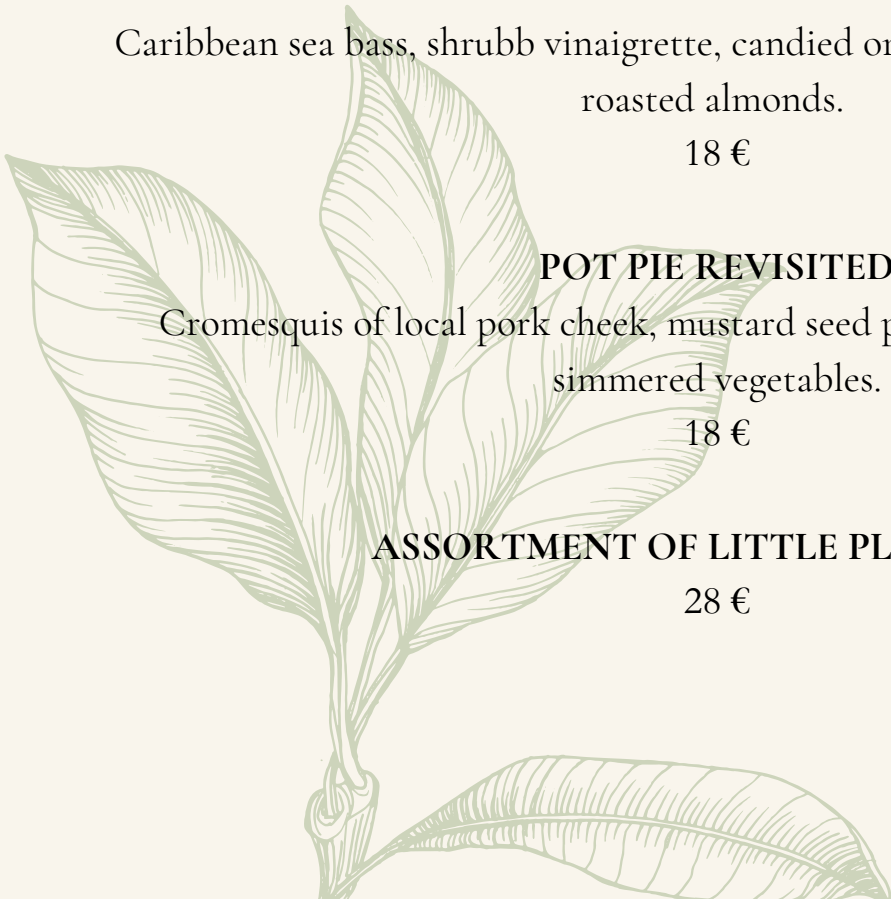 Caribbean sea bass, shrubb vinaigrette, candied
roasted almonds.
18 €
POT PIE REVISITED
Cromesquis of local pork cheek, mustard seed
simmered vegetables.
18 €
ASSORTMENT OF LITTLE
28 €